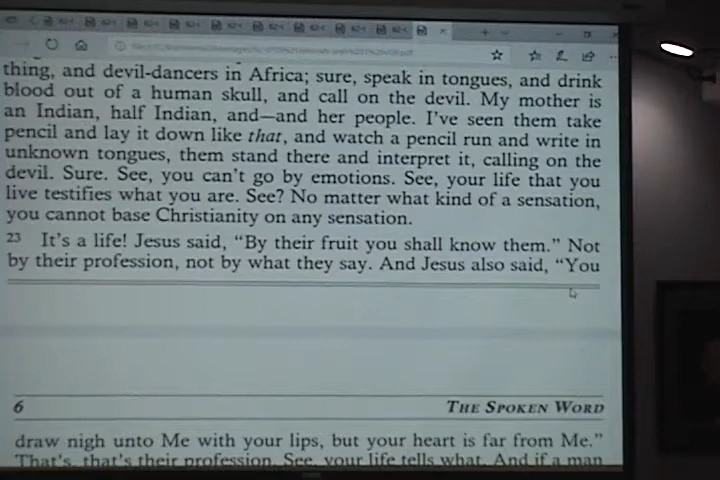 thing, and devil-dancers in Africa; sure, speak in tongues, and drink
blood out of a human skull, and call on the devil. My mother is
an Indian, half Indian, and—and her people. I've seen them take
pencil and lay it down like that, and watch a pencil run and write in
unknown tongues, them stand there and interpret it, calling on the
devil. Sure. See, you can't go by emotions. See, your life that you
live testifies what you are. See? No matter what kind of a sensation,
you cannot base Christianity on any sensation.
23 It's a life! Jesus said, "By their fruit you shall know them." Not
by their profession, not by what they say. And Jesus also said, "You
6 THE SPOKEN WORD
draw nigh unto Me with your lips, but your heart is far from Me."
That's, that's their profession. See, your life tells what. And if a man